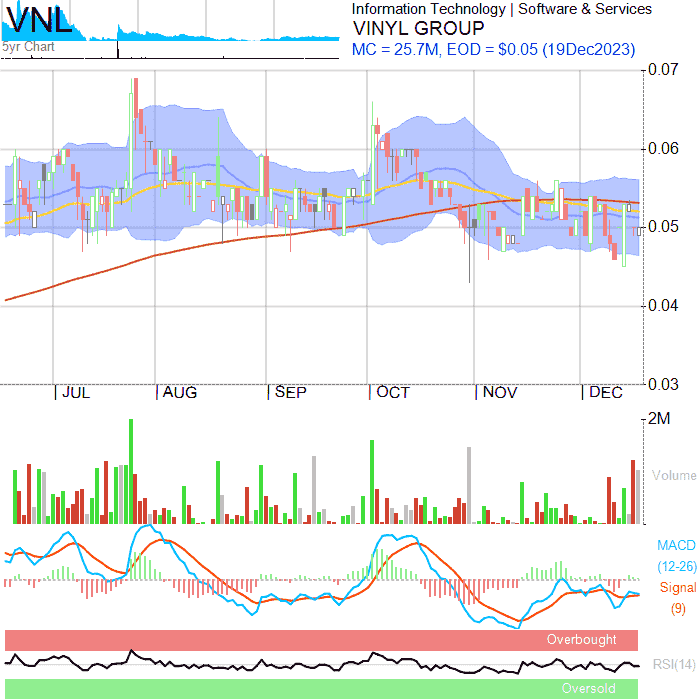 VNL
5yr Chart
Information Technology | Software & Services
VINYL GROUP
MC = 25.7M, EOD = $0.05 (19Dec2023)
0.07
0.06
0.05
0.04
0.03
JUL AUG SEP OCT NOV DEC
2M
Volume
MACD
(12-26)
Signal
(9)
Overbought
RSI(14)
Oversold